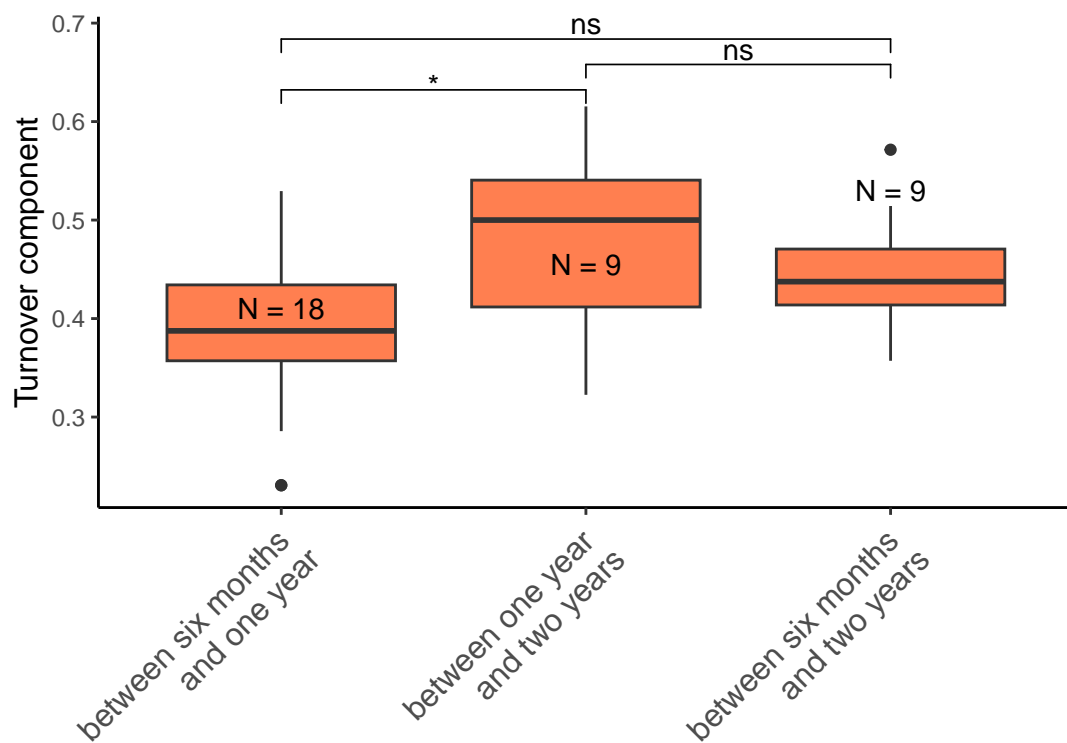 0.7
0.6
0.5
0.4
0.3
Turnover component
ns
ns
*
N = 18
N = 9
N = 9
between six months
and one year
between one year
and two years
between six months
and two years